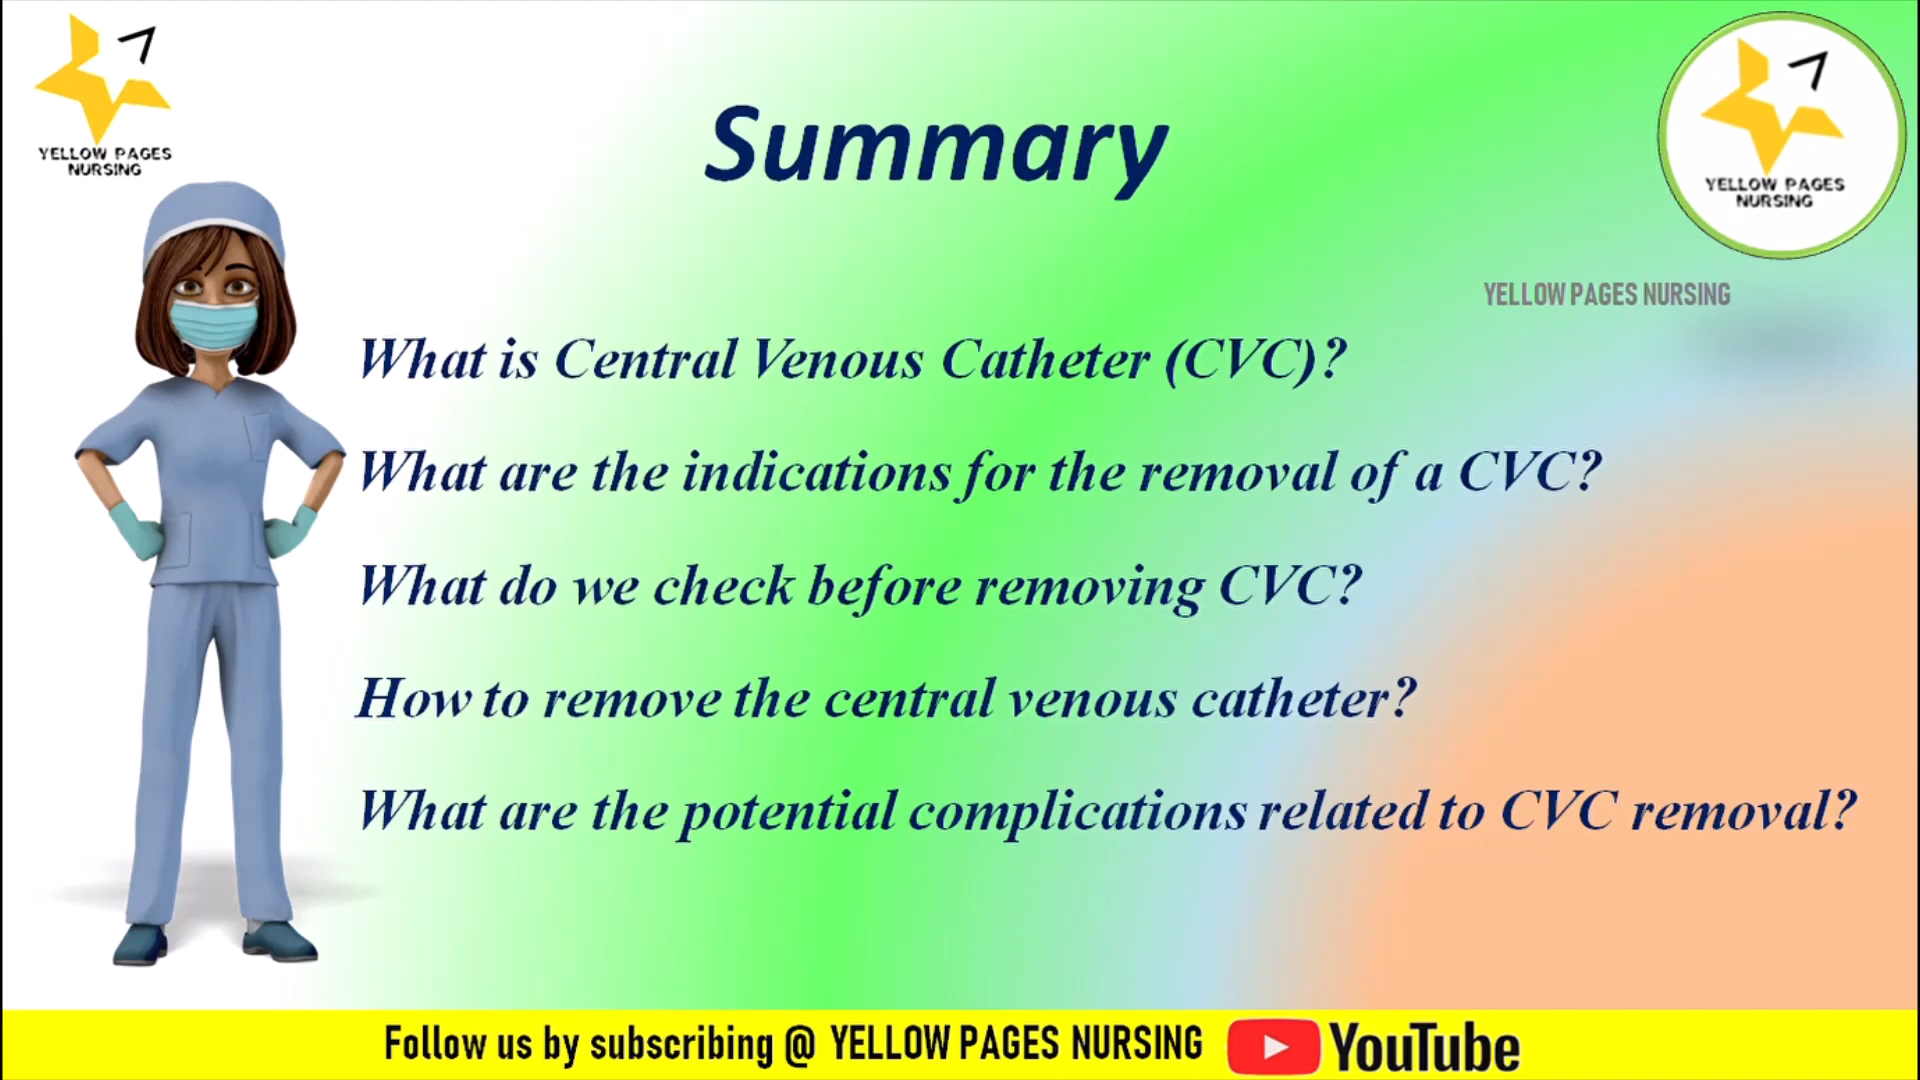 YELLOW PAGES
NURSING
Summary
YELLOW PAGES
NURSING
YELLOW PAGES NURSING
What is Central Venous Catheter (CVC)?
What are the indications for the removal of a CVC?
What do we check before removing CVC?
How to remove the central venous catheter?
What are the potential complications related to CVC removal?
Follow us by subscribing @ YELLOW PAGES NURSING YouTube